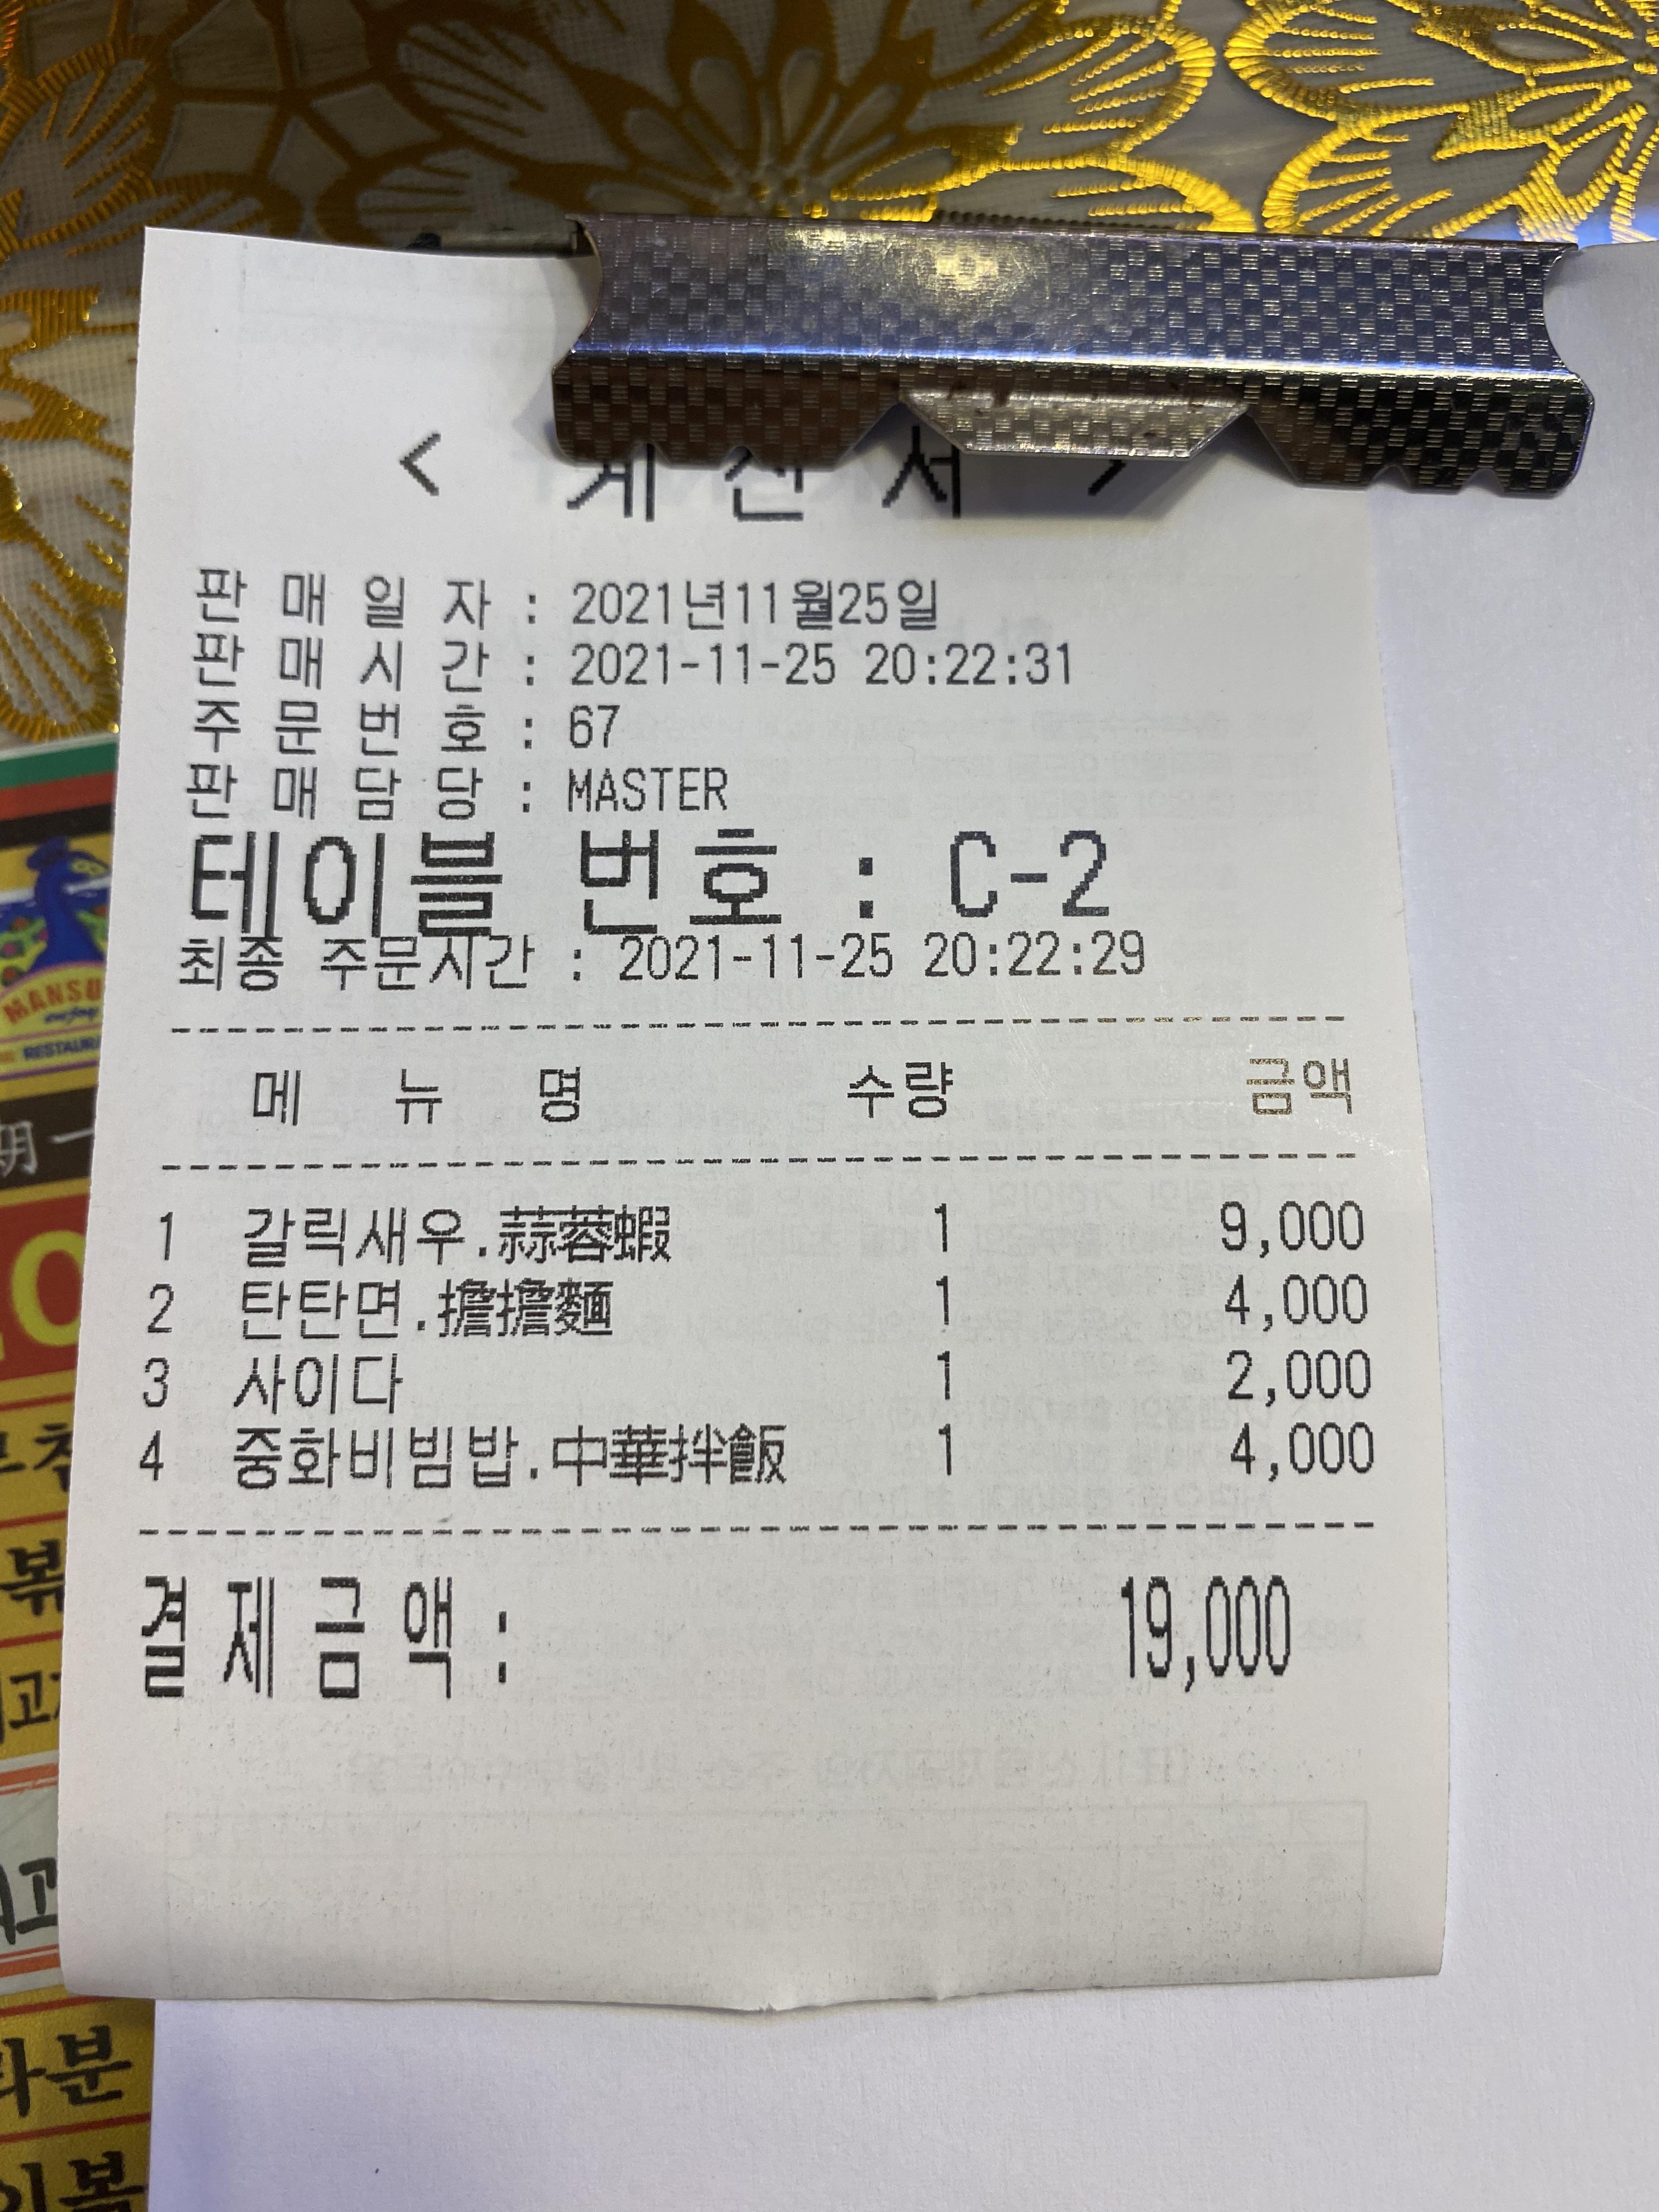 < 계 산 서 >
판 매 일 자 : 2021년11월25일
판 매 시 간 : 2021-11-25 20:22:31
주 문 번 호 : 67
판 매 담 당 : MASTER
테이블 번호 : C-2
최종 주문시간 : 2021-11-25 20:22:29
메 뉴 명 수량 금액
1 갈릭새우.蒜蓉蝦 1 9,000
2 탄탄면.擔擔麵 1 4,000
3 사이다 1 2,000
4 중화비빔밥.中華拌飯 1 4,000
결 제 금 액 : 19,000